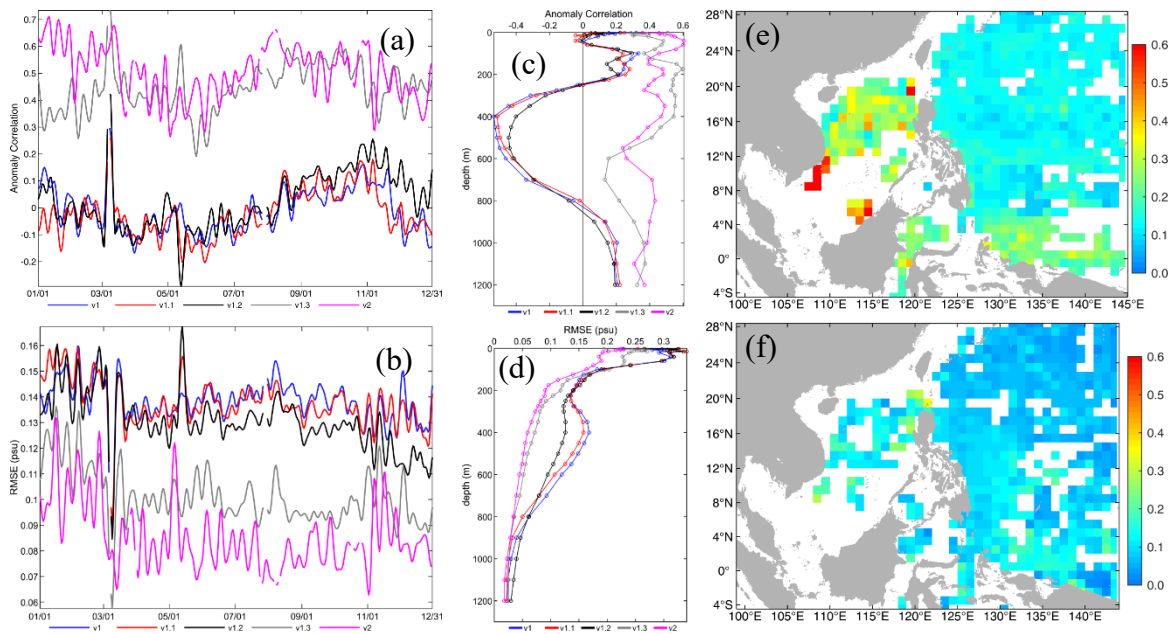 (a)
0.7
0.6
0.5
0.4
0.3
0.2
0.1
0
-0.1
-0.2
Anomaly Correlation
01/01 03/01 05/01 07/01 09/01 11/01 12/31
v1 v1.1 v1.2 v1.3 v2
(b)
0.16
0.15
0.14
0.13
0.12
0.11
0.1
0.09
0.08
0.07
0.06
RMSE (psu)
01/01 03/01 05/01 07/01 09/01 11/01 12/31
v1 v1.1 v1.2 v1.3 v2
Anomaly Correlation
-0.4 -0.2 0 0.1 0.2 0.3 0.4 0.5 0.6
(c)
0
200
400
600
800
1000
1200
depth (m)
v1 v1.1 v1.2 v1.3 v2
RMSE (psu)
0 0.05 0.1 0.15 0.2 0.25 0.3
(d)
0
200
400
600
800
1000
1200
depth (m)
v1 v1.1 v1.2 v1.3 v2
(e)
28°N
24°N
20°N
16°N
12°N
8°N
4°N
0°
4°S
100°E 105°E 110°E 115°E 120°E 125°E 130°E 135°E 140°E 145°E
0.6
0.5
0.4
0.3
0.2
0.1
0.0
(f)
28°N
24°N
20°N
16°N
12°N
8°N
4°N
0°
4°S
100°E 105°E 110°E 115°E 120°E 125°E 130°E 135°E 140°E
0.6
0.5
0.4
0.3
0.2
0.1
0.0